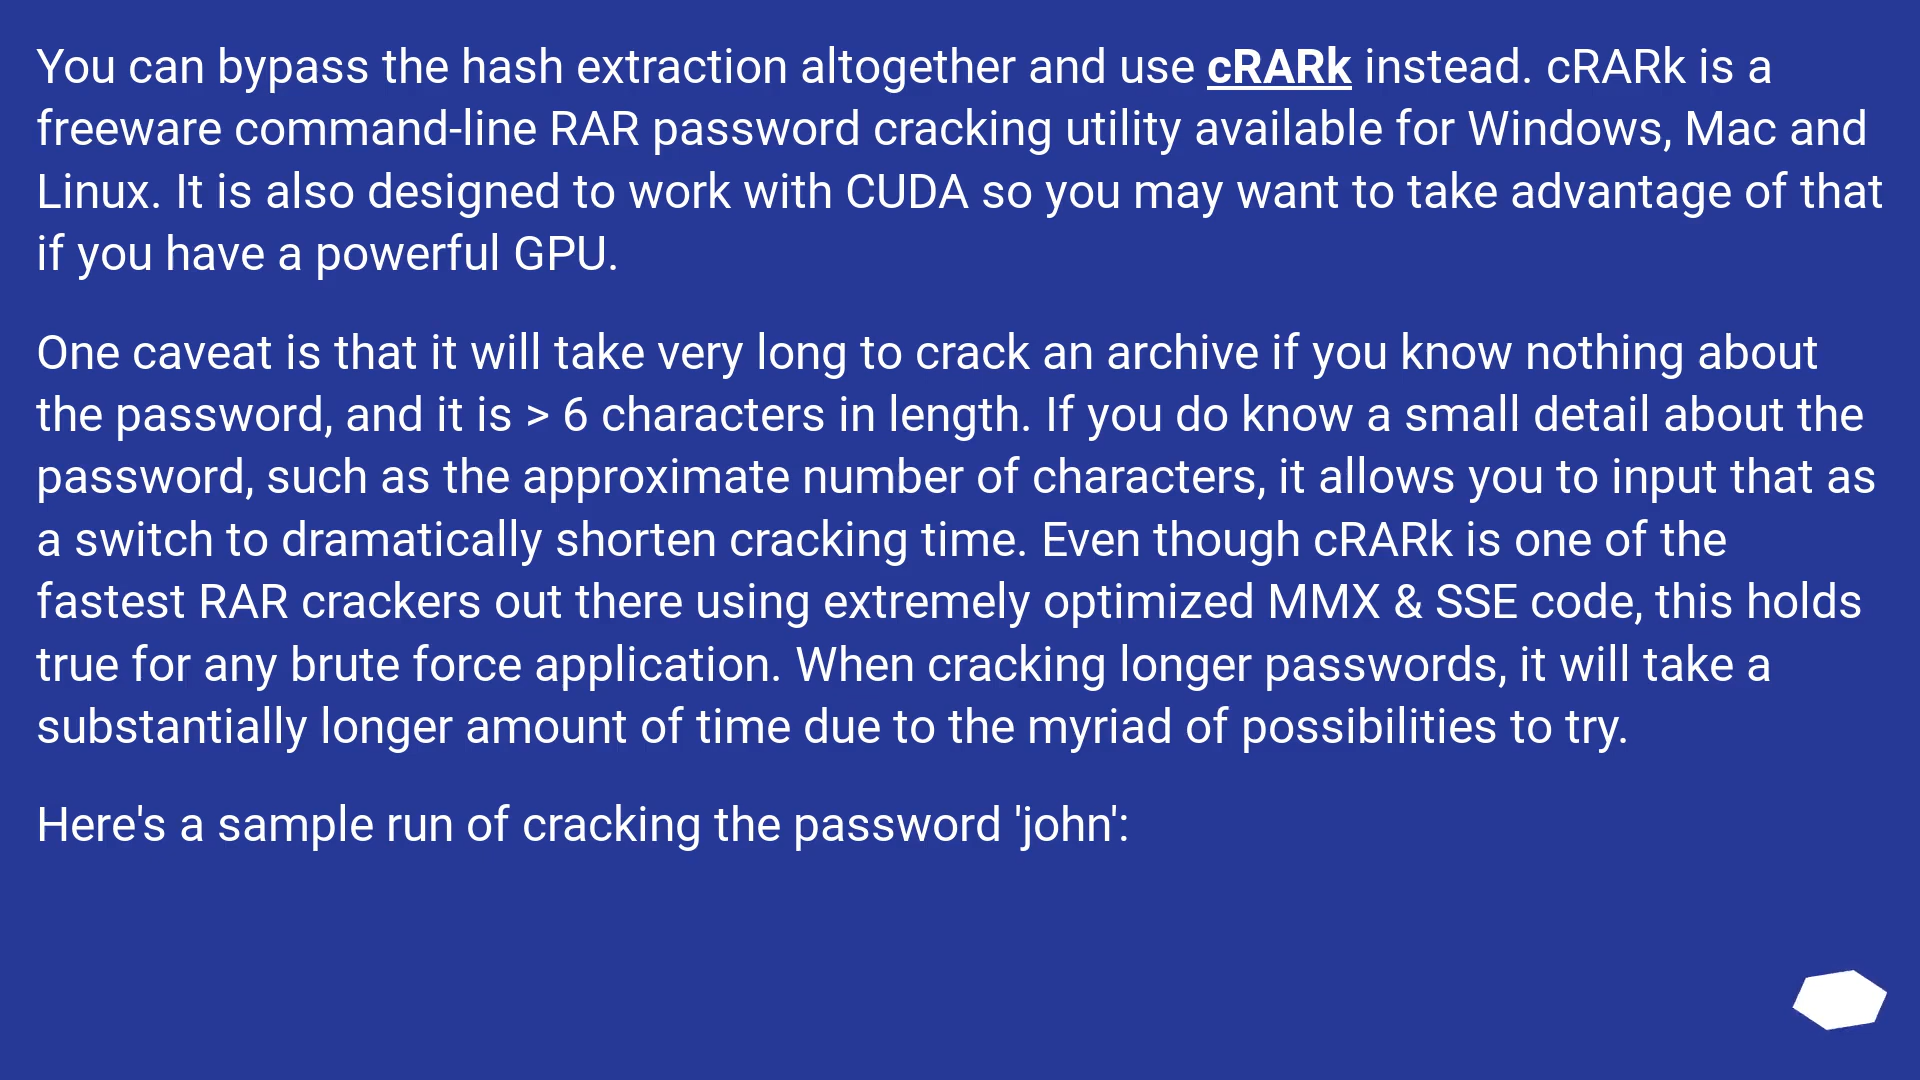 You can bypass the hash extraction altogether and use cRARk instead. cRARk is a
freeware command-line RAR password cracking utility available for Windows, Mac and
Linux. It is also designed to work with CUDA so you may want to take advantage of that
if you have a powerful GPU.
One caveat is that it will take very long to crack an archive if you know nothing about
the password, and it is > 6 characters in length. If you do know a small detail about the
password, such as the approximate number of characters, it allows you to input that as
a switch to dramatically shorten cracking time. Even though cRARk is one of the
fastest RAR crackers out there using extremely optimized MMX & SSE code, this holds
true for any brute force application. When cracking longer passwords, it will take a
substantially longer amount of time due to the myriad of possibilities to try.
Here's a sample run of cracking the password 'john':